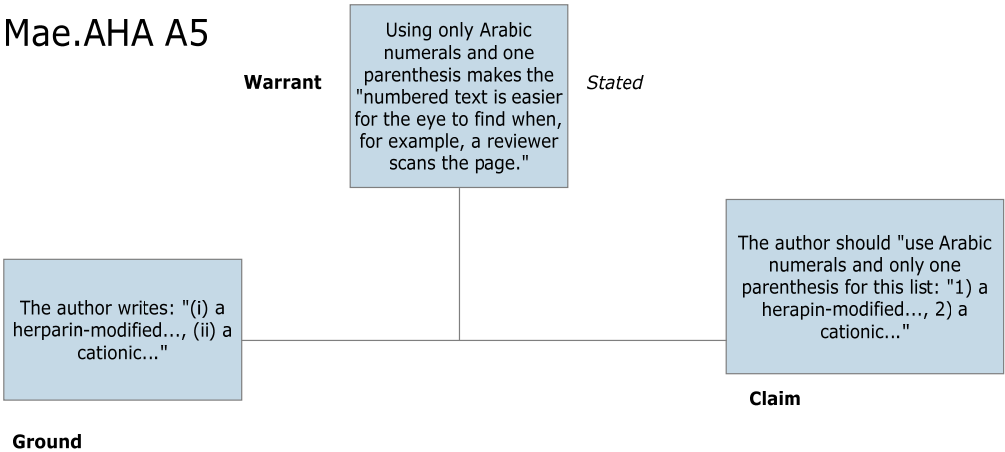 Mae.AHA A5
Warrant
Using only Arabic
numerals and one
parenthesis makes the
"numbered text is easier
for the eye to find when,
for example, a reviewer
scans the page."
Stated
The author writes: "(i) a
herparin-modified..., (ii) a
cationic..."
Ground
The author should "use Arabic
numerals and only one
parenthesis for this list: "1) a
herapin-modified..., 2) a
cationic..."
Claim